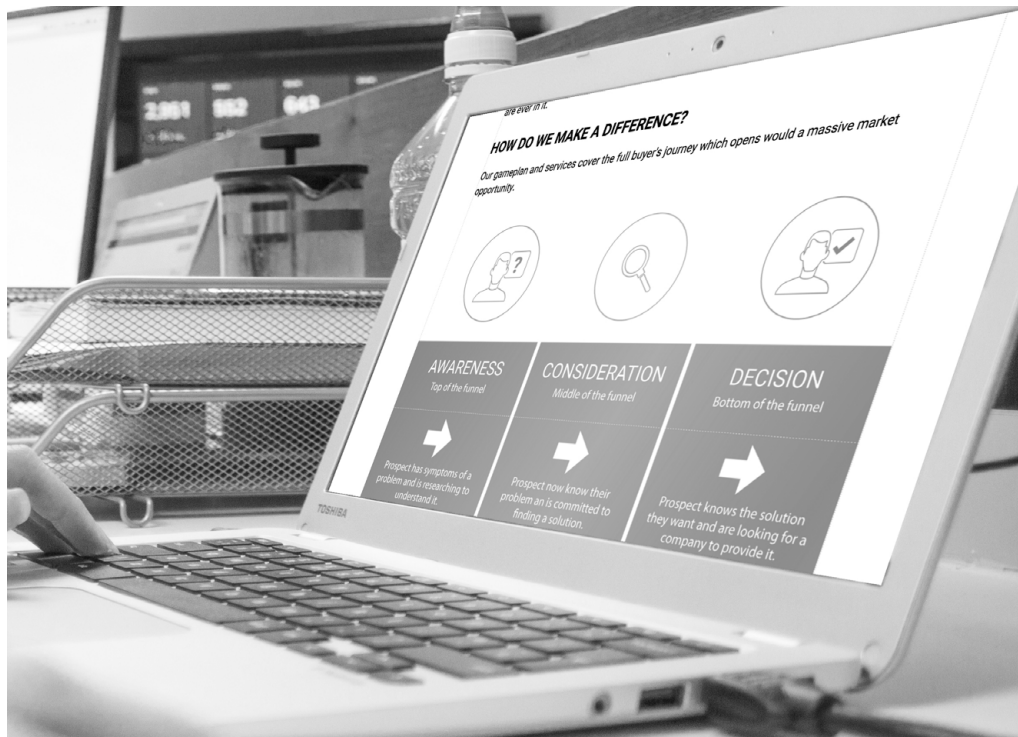 2,951
952
643
are ever in it.
HOW DO WE MAKE A DIFFERENCE?
Our gameplan and services cover the full buyer's journey which opens would a massive market
opportunity.
?
AWARENESS
Top of the funnel
Prospect has symptoms of a
problem and is researching to
understand it.
CONSIDERATION
Middle of the funnel
Prospect now know their
problem an is committed to
finding a solution.
DECISION
Bottom of the funnel
Prospect knows the solution
they want and are looking for a
company to provide it.
TOSHIBA